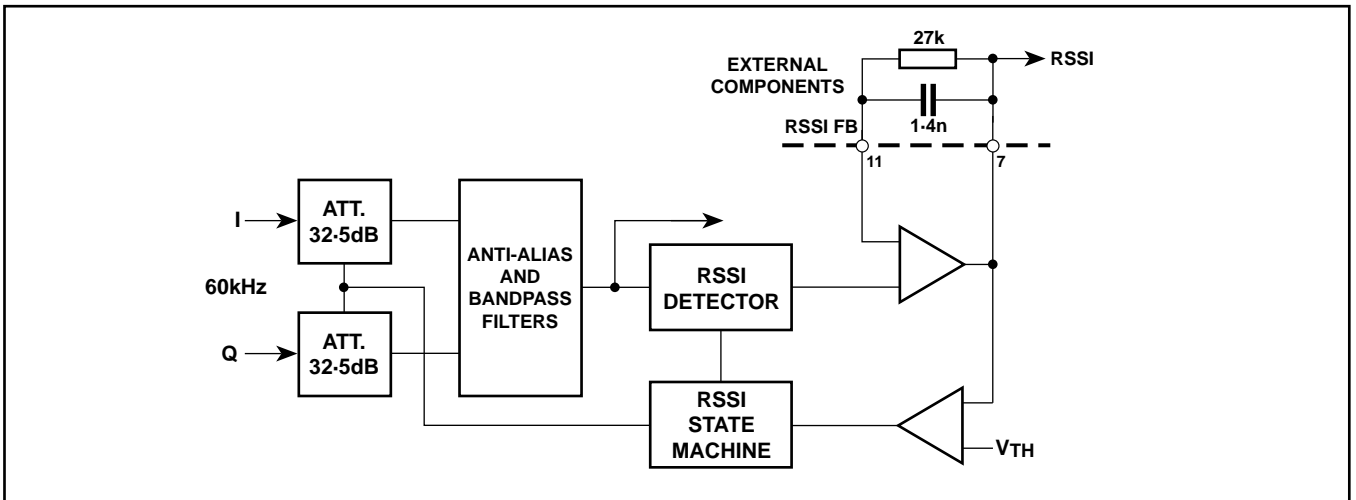 27k
RSSI
EXTERNAL
COMPONENTS
1·4n
RSSI FB
11
7
I
ATT.
32·5dB
60kHz
Q
ATT.
32·5dB
ANTI-ALIAS
AND
BANDPASS
FILTERS
RSSI
DETECTOR
RSSI
STATE
MACHINE
VTH